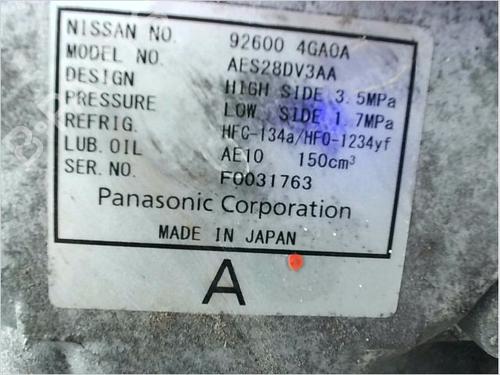 NISSAN NO. 92600 4GA0A
MODEL NO. AES28DV3AA
DESIGN HIGH SIDE 3.5MPa
PRESSURE LOW SIDE 1.7MPa
REFRIG. HFC-134a/HFO-1234yf
LUB. OIL AE10 150cm³
SER. NO. F0031763
Panasonic Corporation
MADE IN JAPAN
A